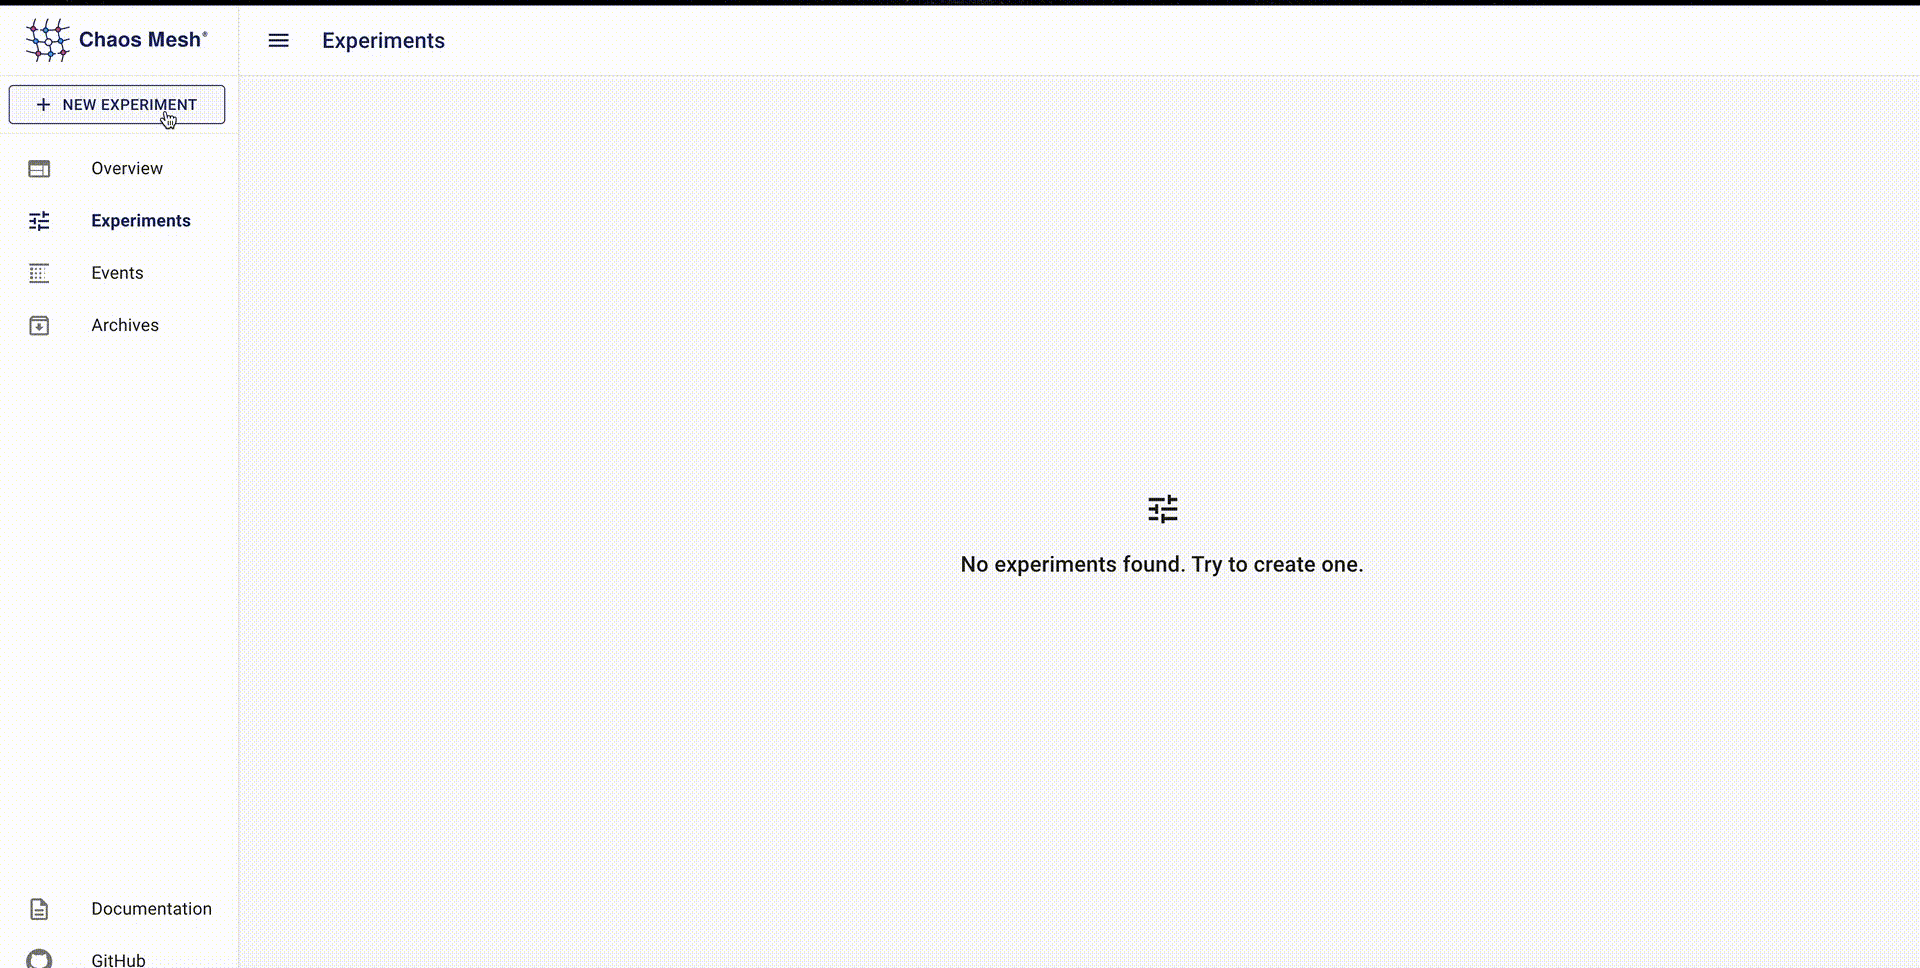 Chaos Mesh®
Experiments
+ NEW EXPERIMENT
Overview
Experiments
Events
Archives
No experiments found. Try to create one.
Documentation
GitHub